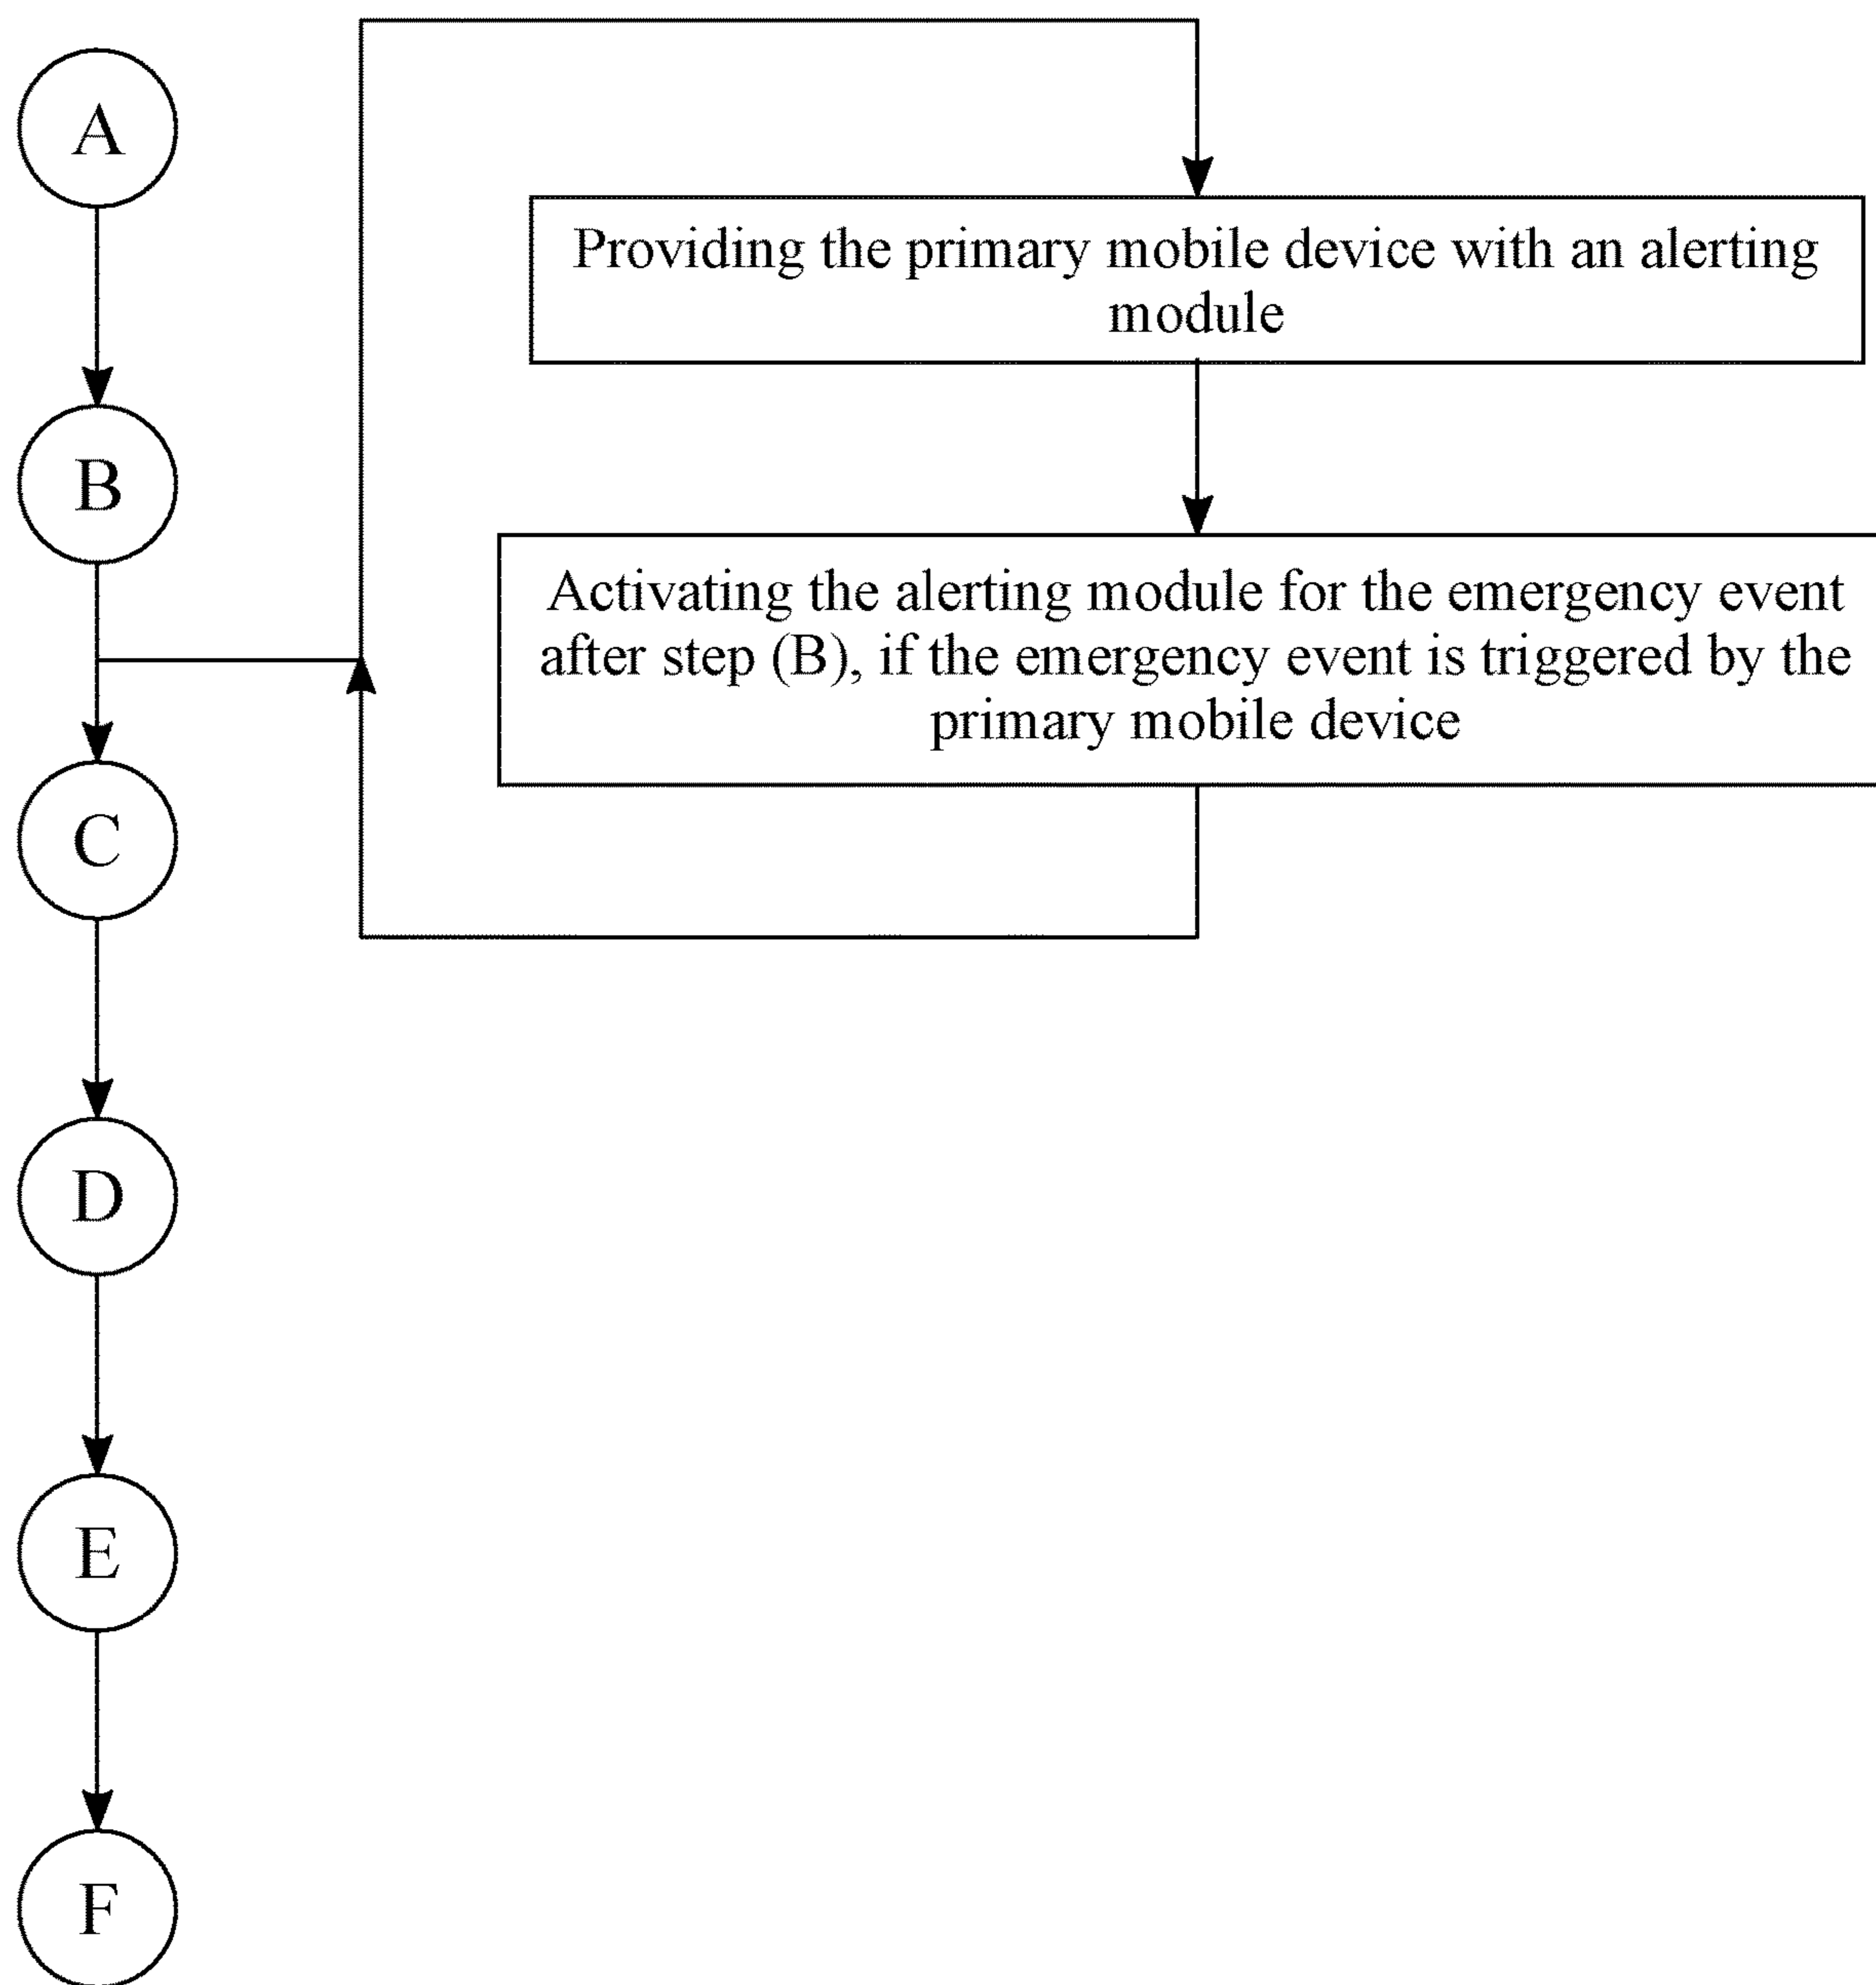 A
B
C
D
E
F
Providing the primary mobile device with an alerting
module
Activating the alerting module for the emergency event
after step (B), if the emergency event is triggered by the
primary mobile device